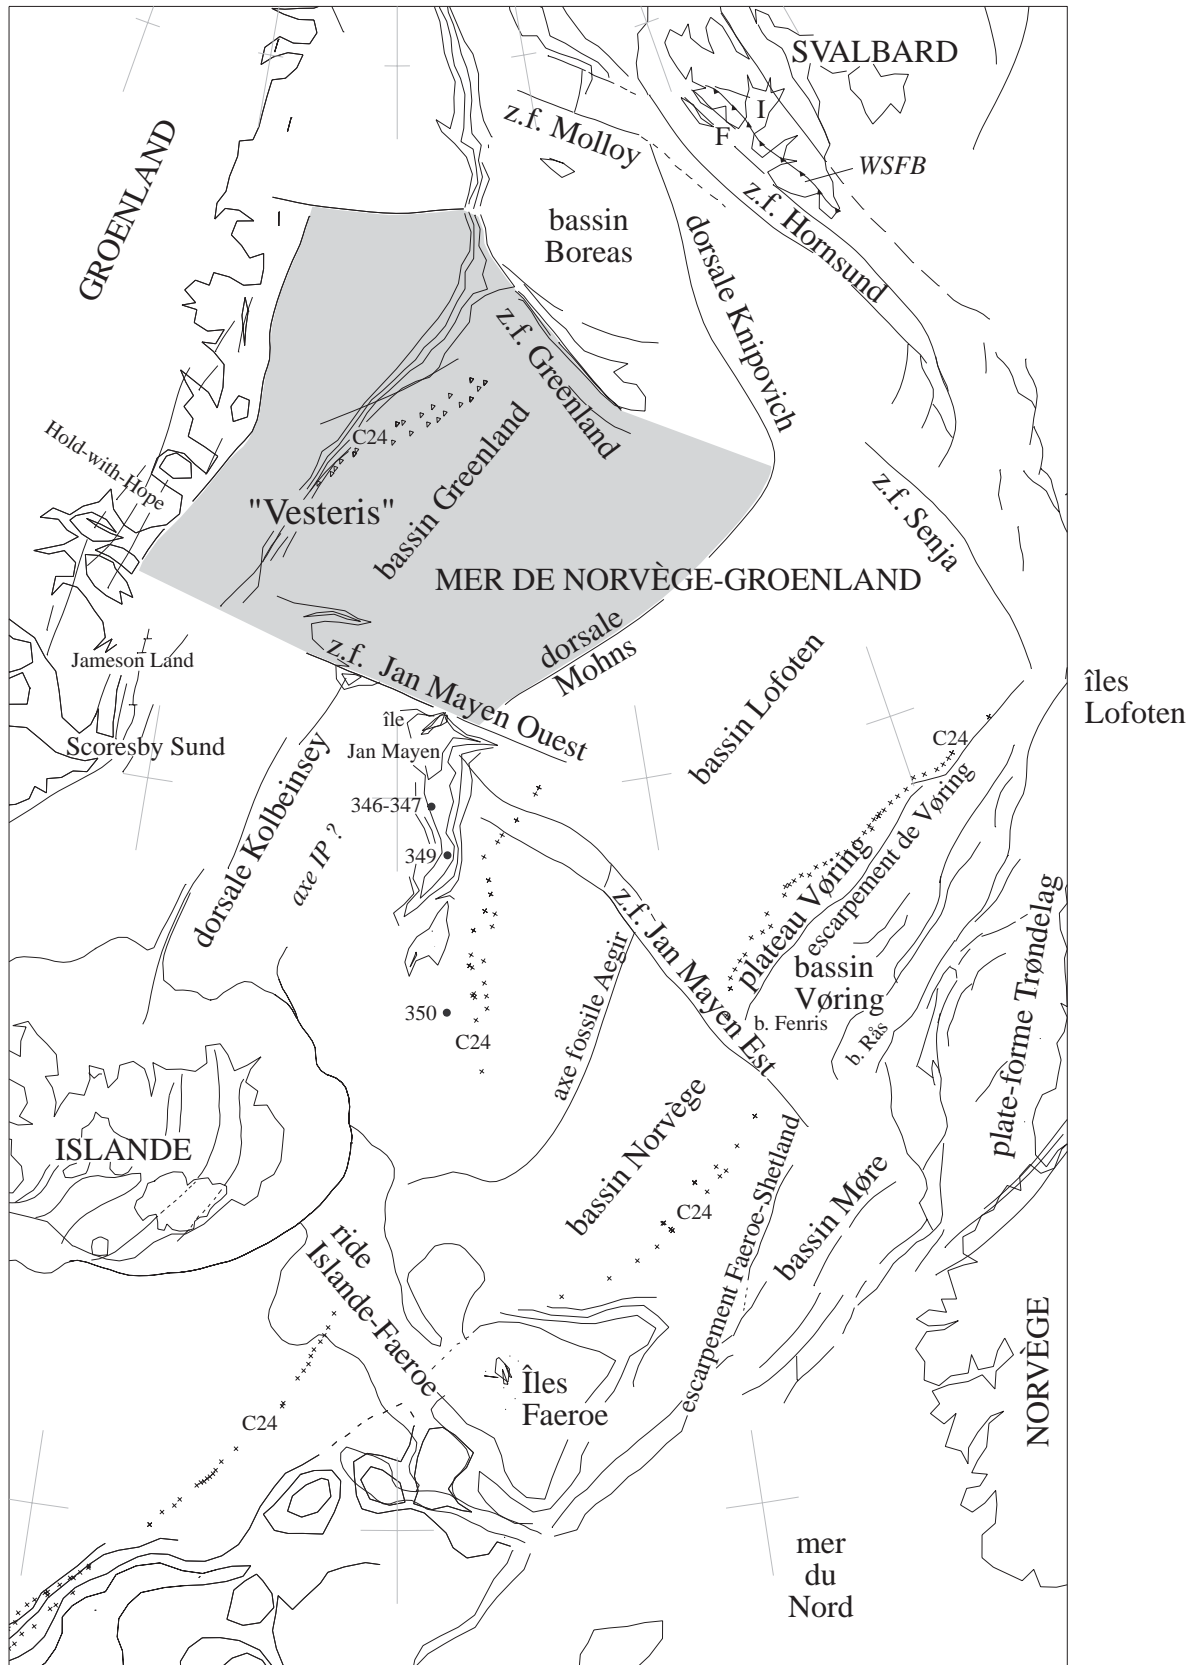 SVALBARD
I
F
z.f. Molloy
WSFB
GROENLAND
z.f. Hornsund
bassin
Boreas
dorsale Knipovich
z.f. Greenland
C24
bassin Greenland
Hold-with-Hope
"Vesteris"
z.f. Senja
MER DE NORVÈGE-GROENLAND
dorsale
Mohns
z.f. Jan Mayen Ouest
Jameson Land
bassin Lofoten
îles
Lofoten
île
Jan Mayen
Scoresby Sund
C24
dorsale Kolbeinsey
346-347
axe IP ?
349
plateau Vøring
escarpement de Vøring
z.f. Jan Mayen Est
bassin
Vøring
plate-forme Trøndelag
axe fossile Aegir
350
b. Fenris
b. Rås
C24
ISLANDE
bassin Norvège
C24
bassin Møre
escarpement Faeroe-Shetland
ride
Islande-Faeroe
NORVEGE
Îles
Faeroe
C24
mer
du
Nord